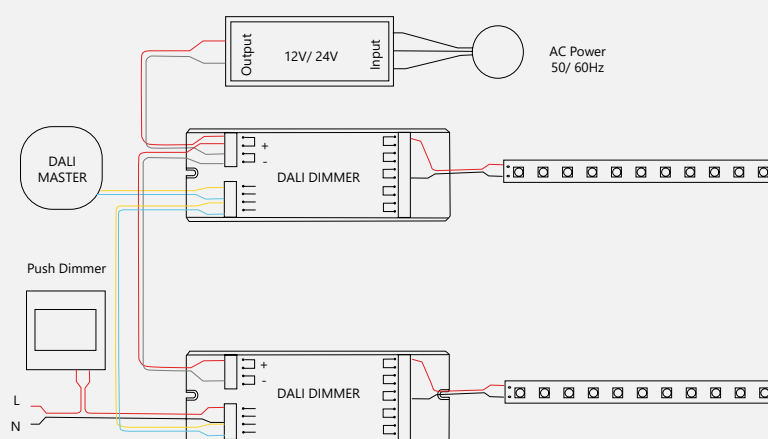 Output
12V/ 24V
Input
AC Power
50/ 60Hz
DALI
MASTER
+
-
DALI DIMMER
Push Dimmer
+
-
DALI DIMMER
L
N